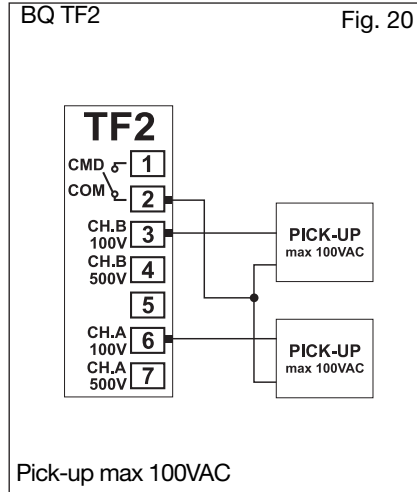 BQ TF2
Fig. 20
TF2
CMD
1
COM
2
CH.B
100V
3
CH.B
500V
4
5
CH.A
100V
6
CH.A
500V
7
PICK-UP
max 100VAC
PICK-UP
max 100VAC
Pick-up max 100VAC